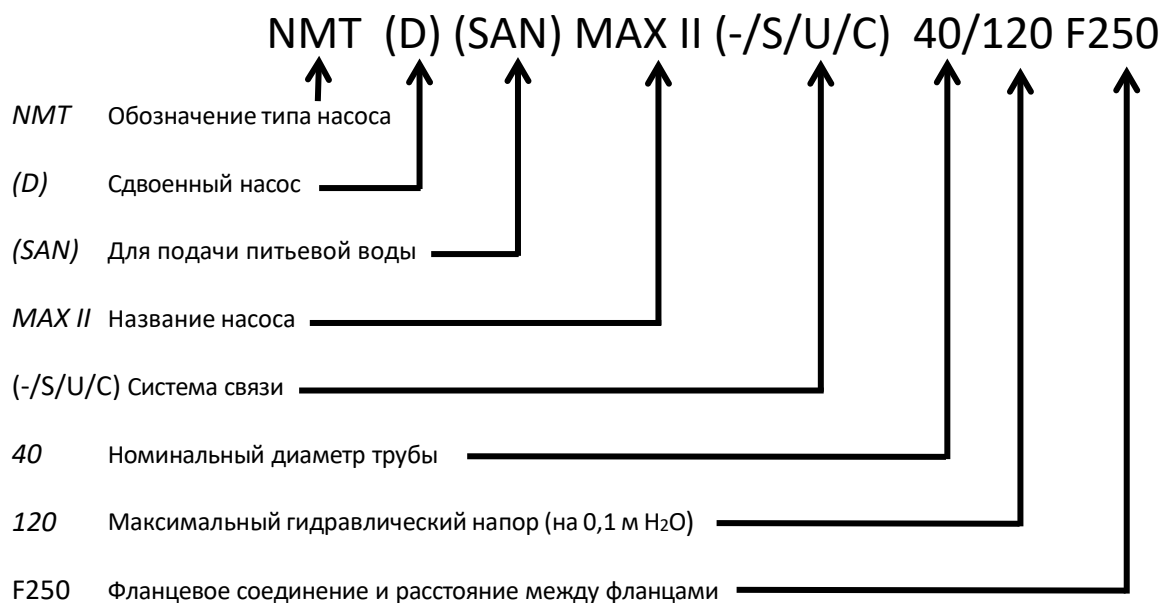 NMT (D) (SAN) MAX II (-/S/U/C) 40/120 F250
NMT Обозначение типа насоса
(D) Сдвоенный насос
(SAN) Для подачи питьевой воды
MAX II Название насоса
(-/S/U/C) Система связи
40 Номинальный диаметр трубы
120 Максимальный гидравлический напор (на 0,1 м H2O)
F250 Фланцевое соединение и расстояние между фланцами